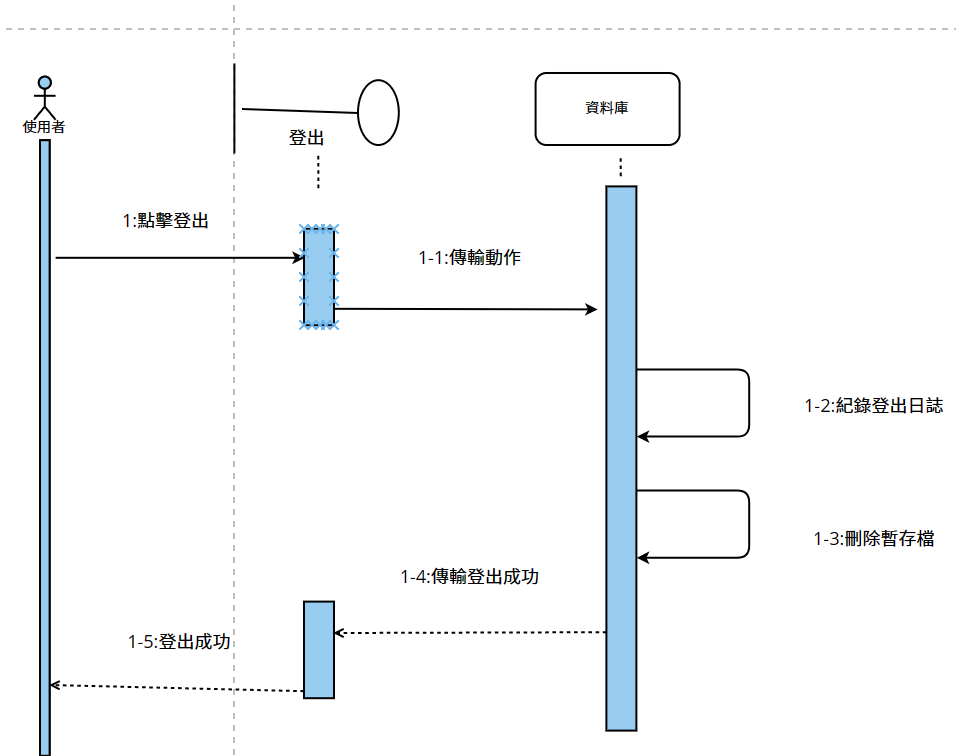 使用者
登出
資料庫
1:點擊登出
1-1:傳輸動作
1-2:紀錄登出日誌
1-3:刪除暫存檔
1-4:傳輸登出成功
1-5:登出成功